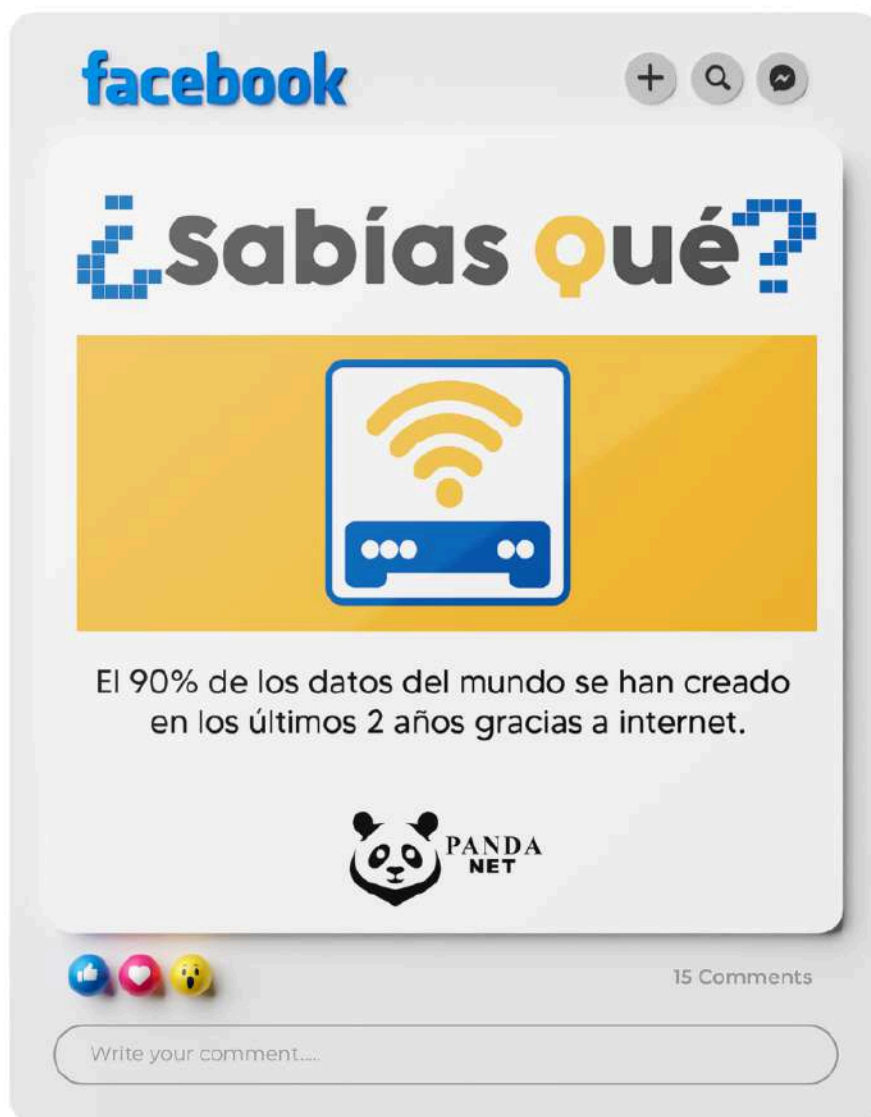 facebook
¿Sabías qué?
El 90% de los datos del mundo se han creado
en los últimos 2 años gracias a internet.
PANDA
NET
15 Comments
Write your comment....